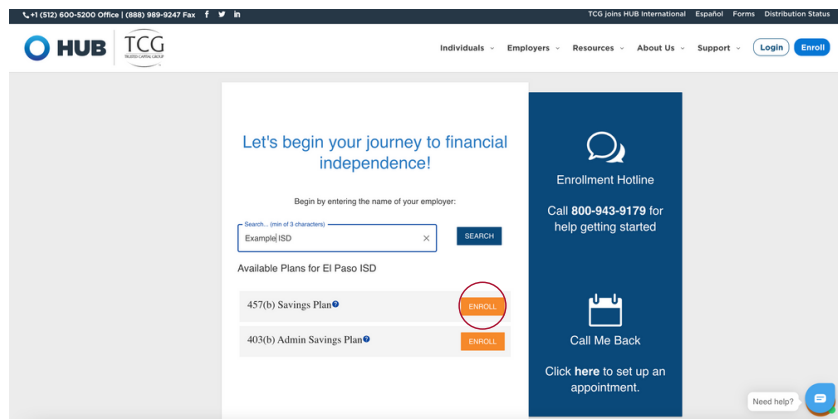 +1 (512) 600-5200 Office | (888) 989-9247 Fax f in TCG joins HUB International Español Forms Distribution Status
HUB TCG Individuals Employers Resources About Us Support Login Enroll
TRUSTED CAPITAL GROUP
Let's begin your journey to financial
independence!
Begin by entering the name of your employer:
Search... (min of 3 characters)
Example ISD × SEARCH
Available Plans for El Paso ISD
457(b) Savings Plan ? ENROLL
403(b) Admin Savings Plan ? ENROLL
Enrollment Hotline
Call 800-943-9179 for
help getting started
Call Me Back
Click here to set up an
appointment.
Need help?